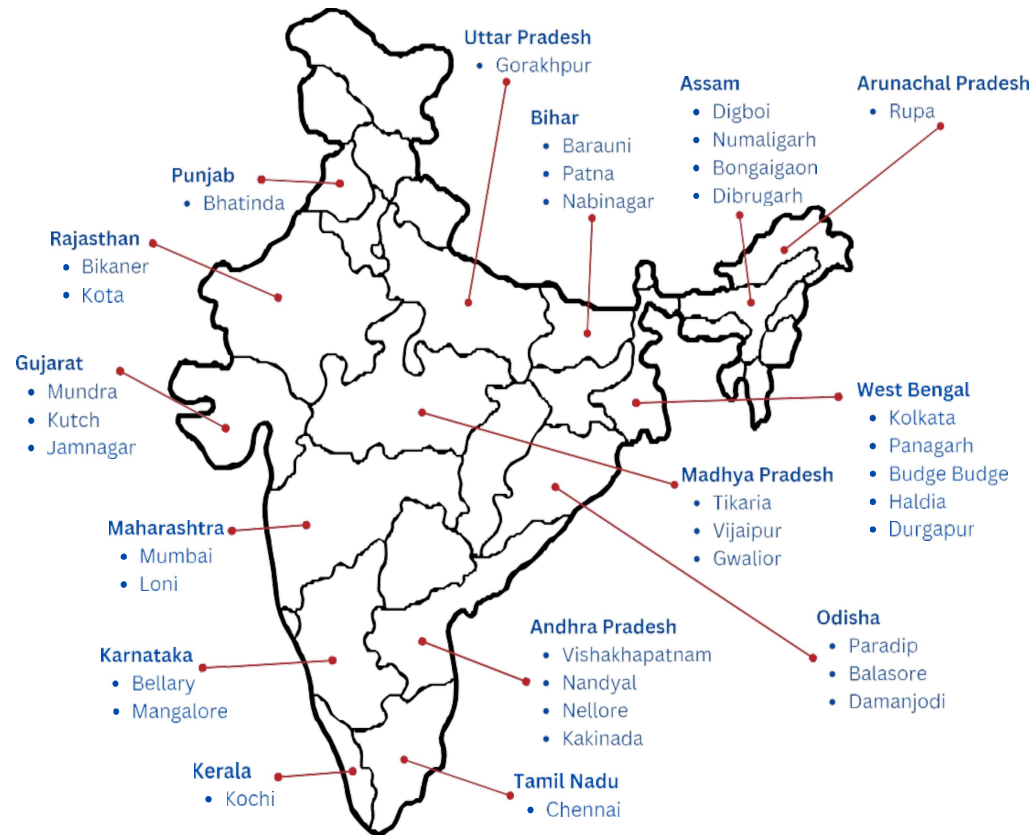 Uttar Pradesh
• Gorakhpur
Bihar
• Barauni
• Patna
• Nabinagar
Assam
• Digboi
• Numaligarh
• Bongaigaon
• Dibrugarh
Arunachal Pradesh
• Rupa
Punjab
• Bhatinda
Rajasthan
• Bikaner
• Kota
Gujarat
• Mundra
• Kutch
• Jamnagar
West Bengal
• Kolkata
• Panagarh
• Budge Budge
• Haldia
• Durgapur
Madhya Pradesh
• Tikaria
• Vijaipur
• Gwalior
Maharashtra
• Mumbai
• Loni
Odisha
• Paradip
• Balasore
• Damanjodi
Andhra Pradesh
• Vishakhapatnam
• Nandyal
• Nellore
• Kakinada
Karnataka
• Bellary
• Mangalore
Kerala
• Kochi
Tamil Nadu
• Chennai